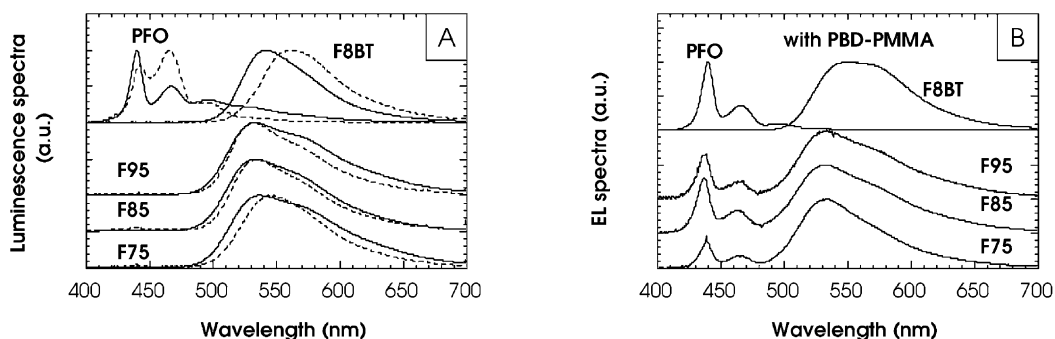 Luminescence spectra
(a.u.)
A
PFO
F8BT
F95
F85
F75
400 450 500 550 600 650 700
Wavelength (nm)
EL spectra (a.u.)
B
with PBD-PMMA
PFO
F8BT
F95
F85
F75
400 450 500 550 600 650 700
Wavelength (nm)